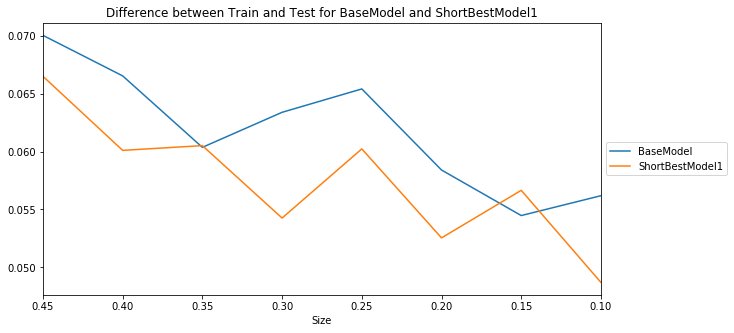 Difference between Train and Test for BaseModel and ShortBestModel1
0.070
0.065
0.060
0.055
0.050
0.45 0.40 0.35 0.30 0.25 0.20 0.15 0.10
Size
BaseModel
ShortBestModel1